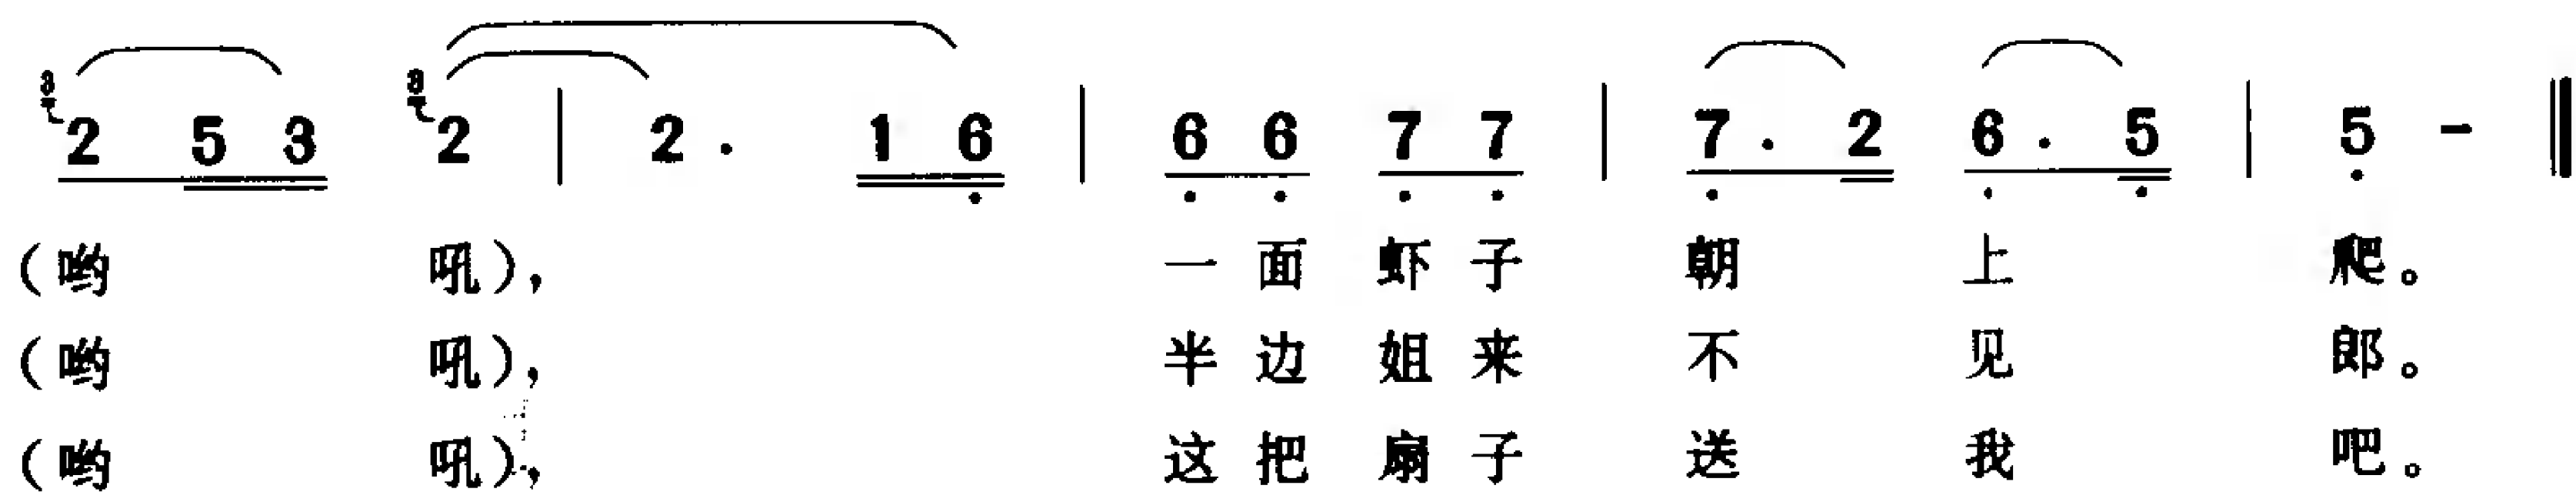 3 2 5 3 3 2 | 2 . 1 6 | 6 6 7 7 | 7 . 2 6 . 5 | 5 - ‖
(哟 吼), 一 面 虾 子 朝 上 爬。
(哟 吼), 半 边 姐 来 不 见 郎。
(哟 吼), 这 把 扇 子 送 我 吧。